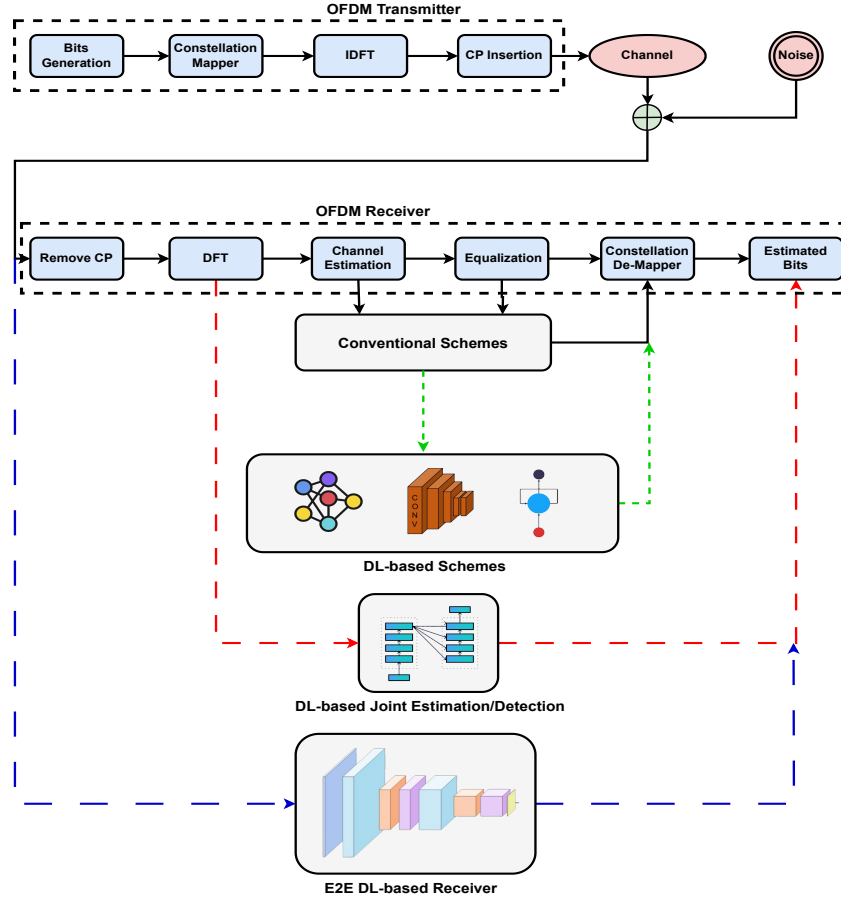 OFDM Transmitter
Bits
Generation
Constellation
Mapper
IDFT
CP Insertion
Channel
Noise
OFDM Receiver
Remove CP
DFT
Channel
Estimation
Equalization
Constellation
De-Mapper
Estimated
Bits
Conventional Schemes
CONV
DL-based Schemes
DL-based Joint Estimation/Detection
E2E DL-based Receiver